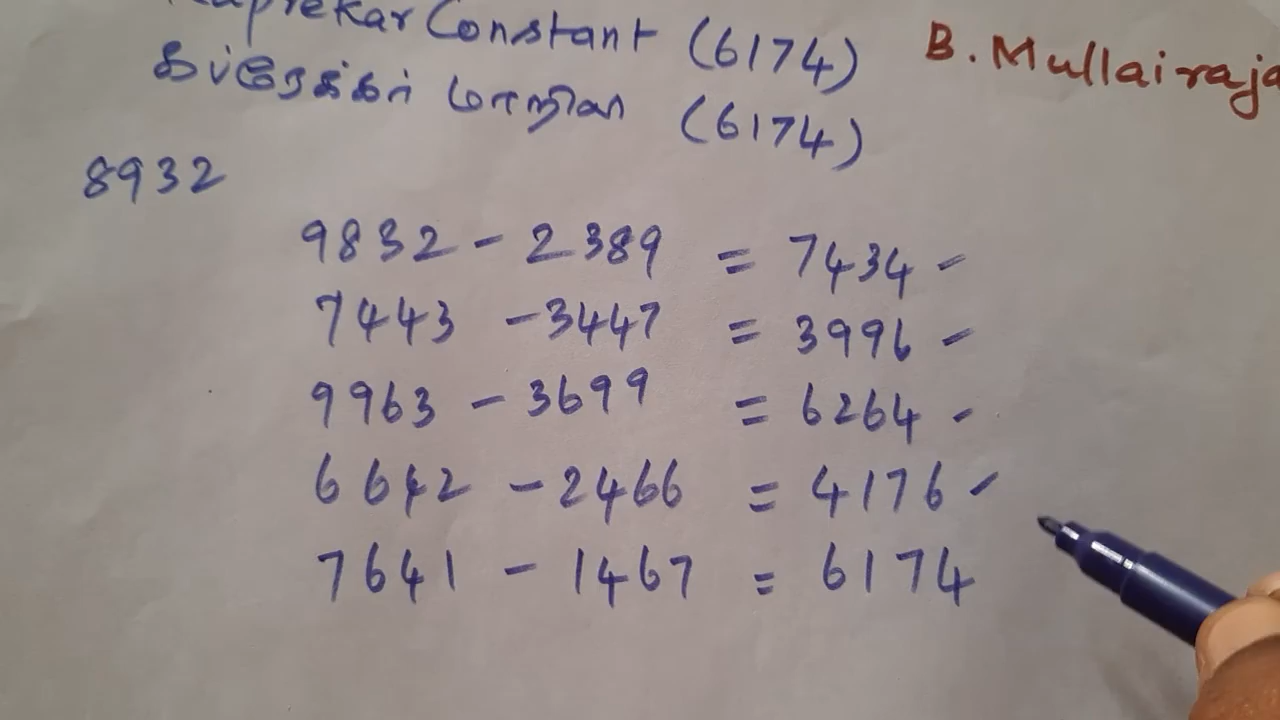 Kaprekar Constant (6174) B. Mullairaja
கப்ரேக்கர் மாறிலி (6174)
8932
9832 - 2389 = 7434 -
7443 - 3447 = 3996 -
9963 - 3699 = 6264 -
6642 - 2466 = 4176 -
7641 - 1467 = 6174